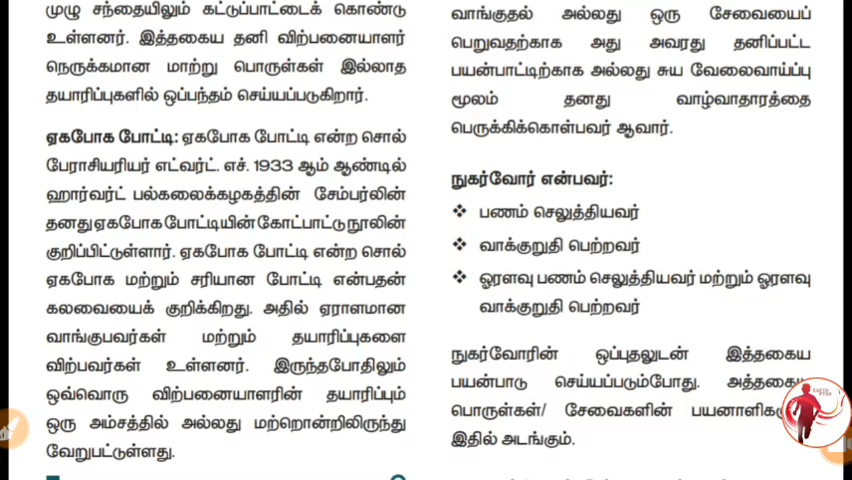 முழு சந்தையிலும் கட்டுப்பாட்டைக் கொண்டு
உள்ளனர். இத்தகைய தனி விற்பனையாளர்
நெருக்கமான மாற்று பொருள்கள் இல்லாத
தயாரிப்புகளில் ஒப்பந்தம் செய்யப்படுகிறார்.
ஏகபோக போட்டி: ஏகபோக போட்டி என்ற சொல்
பேராசியரியர் எட்வர்ட். எச். 1933 ஆம் ஆண்டில்
ஹார்வர்ட் பல்கலைக்கழகத்தின் சேம்பர்லின்
தனது ஏகபோக போட்டியின் கோட்பாட்டு நூலின்
குறிப்பிட்டுள்ளார். ஏகபோக போட்டி என்ற சொல்
ஏகபோக மற்றும் சரியான போட்டி என்பதன்
கலவையைக் குறிக்கிறது. அதில் ஏராளமான
வாங்குபவர்கள் மற்றும் தயாரிப்புகளை
விற்பவர்கள் உள்ளனர். இருந்தபோதிலும்
ஒவ்வொரு விற்பனையாளரின் தயாரிப்பும்
ஒரு அம்சத்தில் அல்லது மற்றொன்றிலிருந்து
வேறுபட்டுள்ளது.
வாங்குதல் அல்லது ஒரு சேவையைப்
பெறுவதற்காக அது அவரது தனிப்பட்ட
பயன்பாட்டிற்காக அல்லது சுய வேலைவாய்ப்பு
மூலம் தனது வாழ்வாதாரத்தை
பெருக்கிக்கொள்பவர் ஆவார்.
நுகர்வோர் என்பவர்:
❖ பணம் செலுத்தியவர்
❖ வாக்குறுதி பெற்றவர்
❖ ஓரளவு பணம் செலுத்தியவர் மற்றும் ஓரளவு
வாக்குறுதி பெற்றவர்
நுகர்வோரின் ஒப்புதலுடன் இத்தகைய
பயன்பாடு செய்யப்படும்போது. அத்தகைய
பொருள்கள்/ சேவைகளின்
இதில் அடங்கும்.